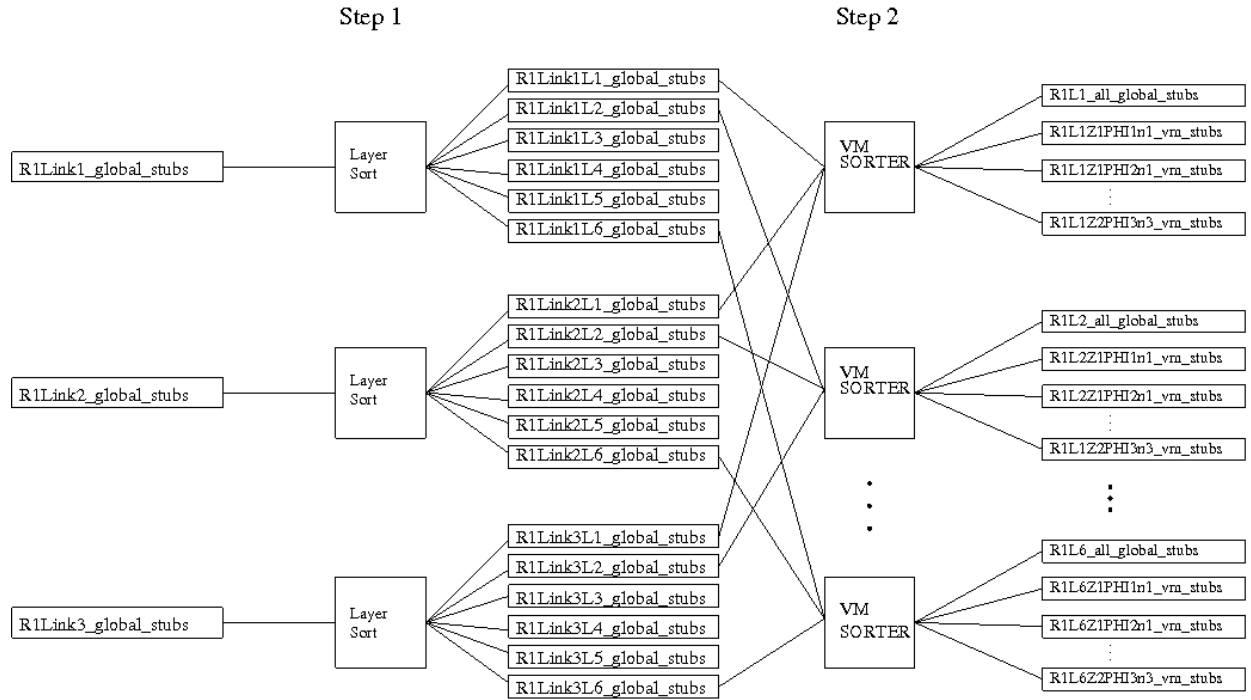 Step 1
Step 2
R1Link1_global_stubs
Layer
Sort
R1Link1L1_global_stubs
R1Link1L2_global_stubs
R1Link1L3_global_stubs
R1Link1L4_global_stubs
R1Link1L5_global_stubs
R1Link1L6_global_stubs
VM
SORTER
R1L1_all_global_stubs
R1L1Z1PHI1n1_vm_stubs
R1L1Z1PHI2n1_vm_stubs
R1L1Z2PHI3n3_vm_stubs
R1Link2_global_stubs
Layer
Sort
R1Link2L1_global_stubs
R1Link2L2_global_stubs
R1Link2L3_global_stubs
R1Link2L4_global_stubs
R1Link2L5_global_stubs
R1Link2L6_global_stubs
VM
SORTER
R1L2_all_global_stubs
R1L2Z1PHI1n1_vm_stubs
R1L2Z1PHI2n1_vm_stubs
R1L1Z2PHI3n3_vm_stubs
R1Link3_global_stubs
Layer
Sort
R1Link3L1_global_stubs
R1Link3L2_global_stubs
R1Link3L3_global_stubs
R1Link3L4_global_stubs
R1Link3L5_global_stubs
R1Link3L6_global_stubs
VM
SORTER
R1L6_all_global_stubs
R1L6Z1PHI1n1_vm_stubs
R1L6Z1PHI2n1_vm_stubs
R1L6Z2PHI3n3_vm_stubs